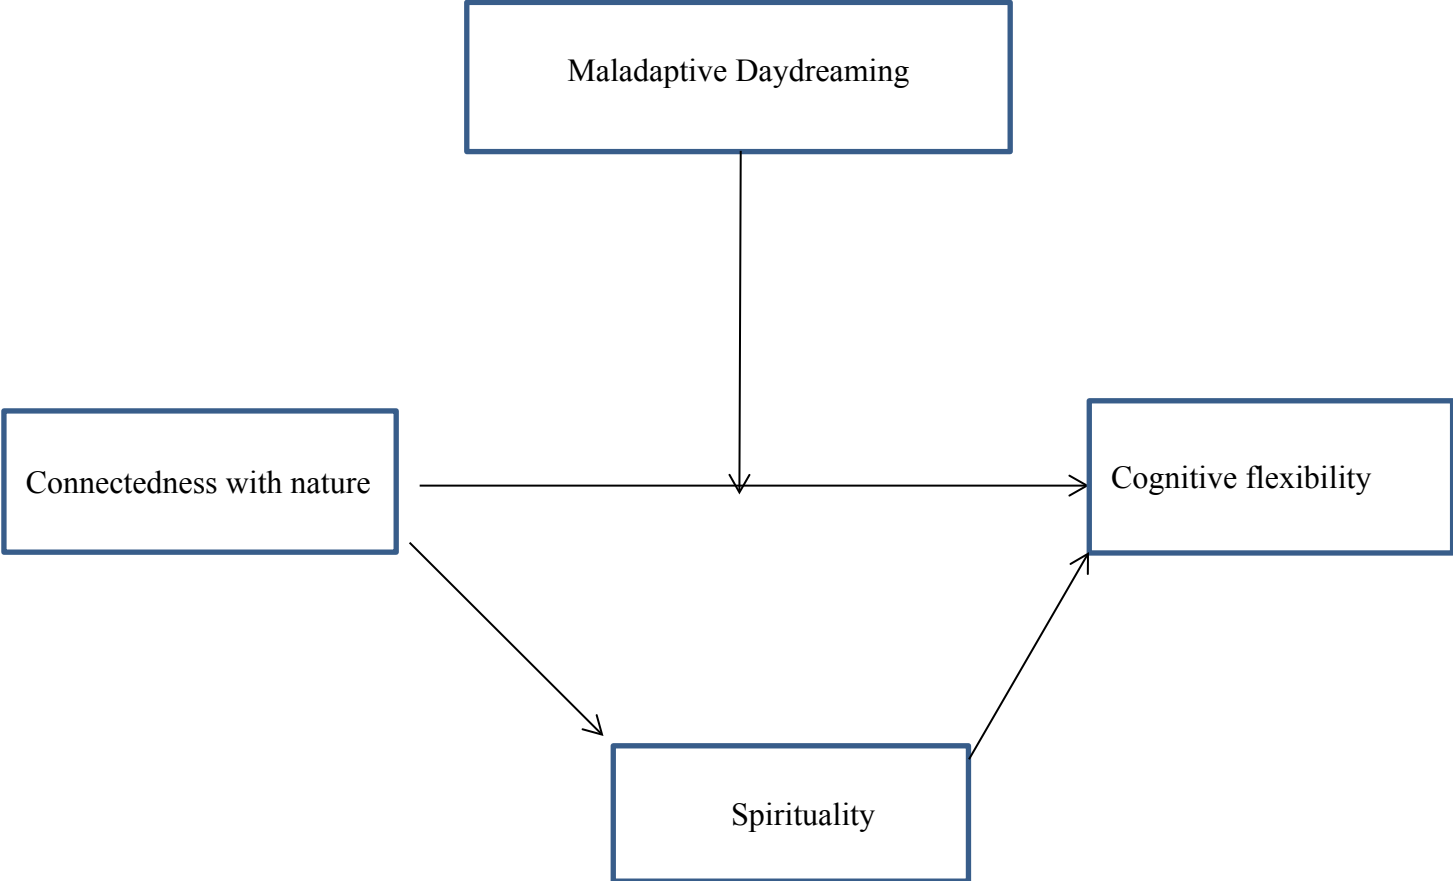 Maladaptive Daydreaming
Connectedness with nature
Cognitive flexibility
Spirituality